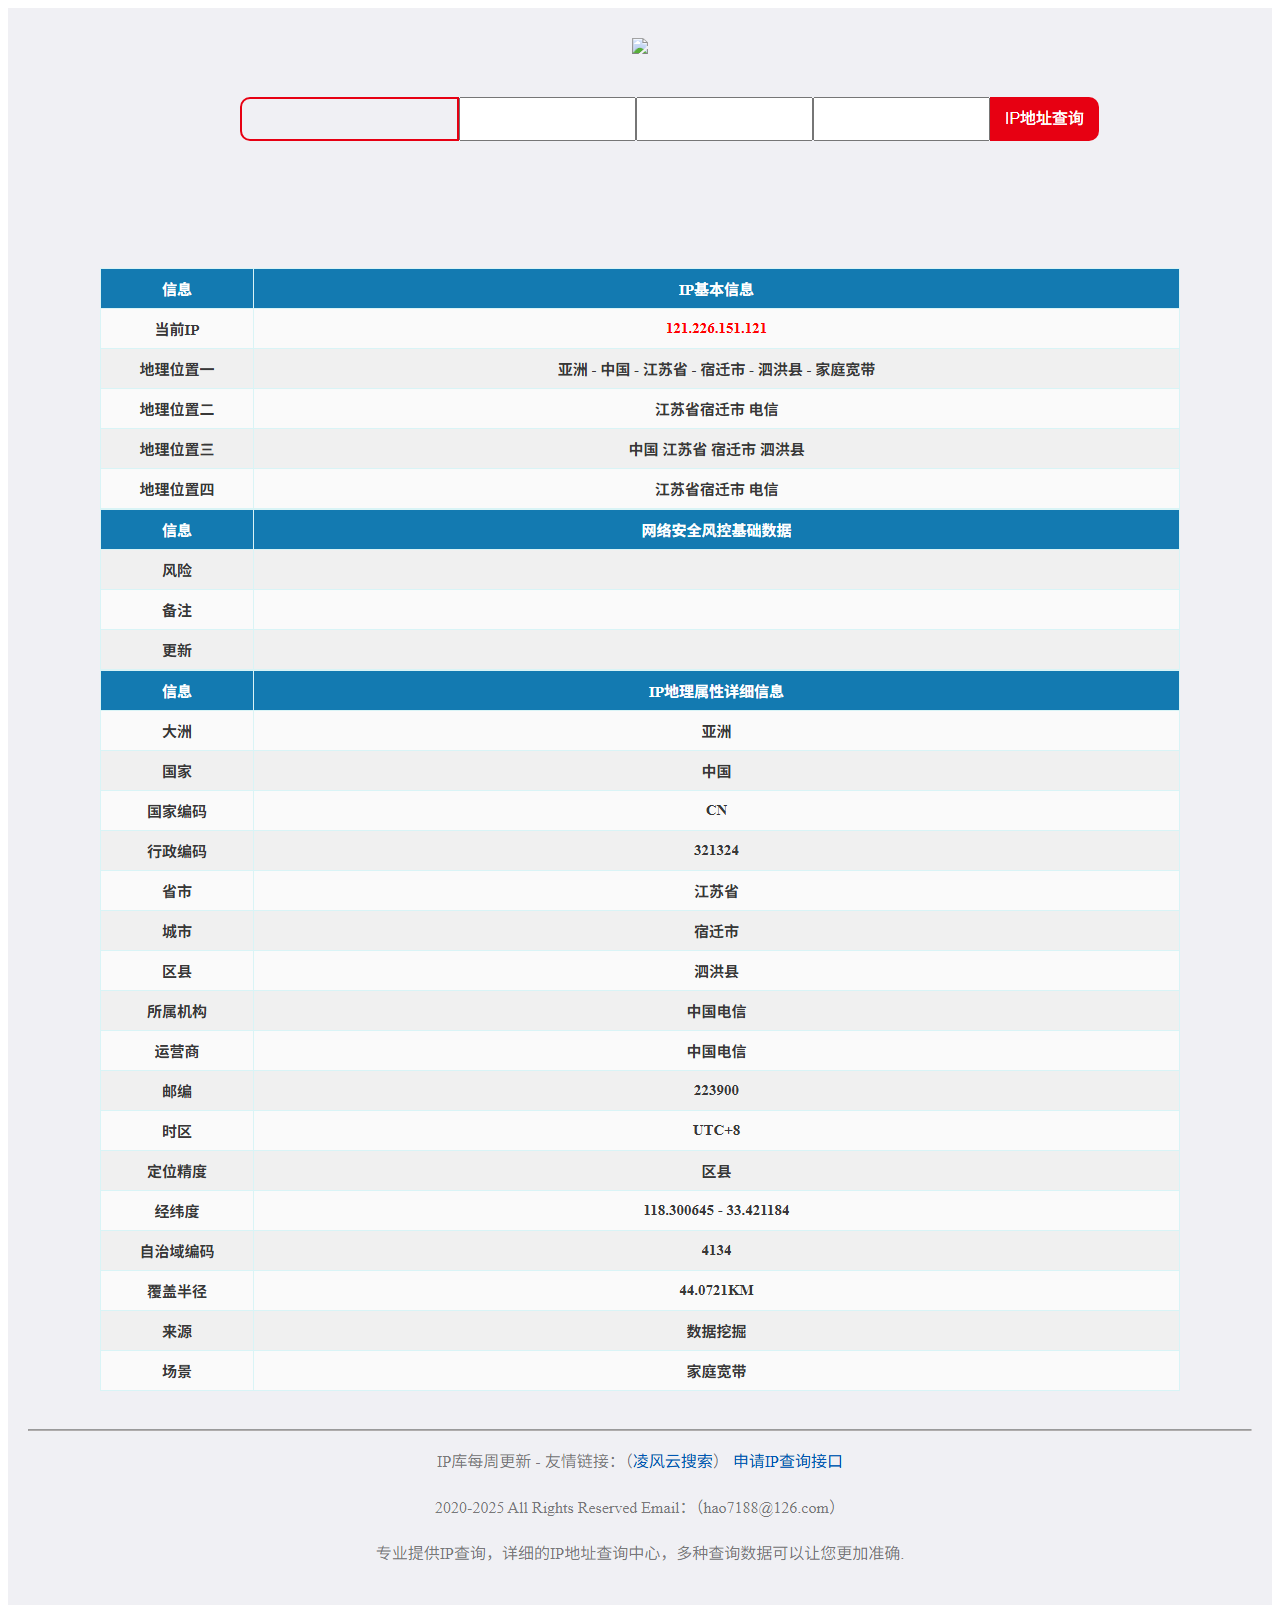 IP地址查询
信息 IP基本信息
当前IP 121.226.151.121
地理位置一 亚洲 - 中国 - 江苏省 - 宿迁市 - 泗洪县 - 家庭宽带
地理位置二 江苏省宿迁市 电信
地理位置三 中国 江苏省 宿迁市 泗洪县
地理位置四 江苏省宿迁市 电信
信息 网络安全风控基础数据
风险
备注
更新
信息 IP地理属性详细信息
大洲 亚洲
国家 中国
国家编码 CN
行政编码 321324
省市 江苏省
城市 宿迁市
区县 泗洪县
所属机构 中国电信
运营商 中国电信
邮编 223900
时区 UTC+8
定位精度 区县
经纬度 118.300645 - 33.421184
自治域编码 4134
覆盖半径 44.0721KM
来源 数据挖掘
场景 家庭宽带
IP库每周更新 - 友情链接:（凌风云搜索） 申请IP查询接口
2020-2025 All Rights Reserved Email:（hao7188@126.com）
专业提供IP查询，详细的IP地址查询中心，多种查询数据可以让您更加准确.